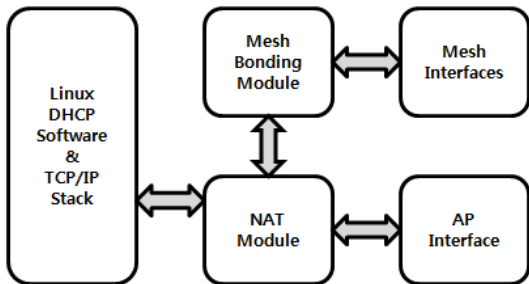 Linux
DHCP
Software
&
TCP/IP
Stack
Mesh
Bonding
Module
Mesh
Interfaces
NAT
Module
AP
Interface